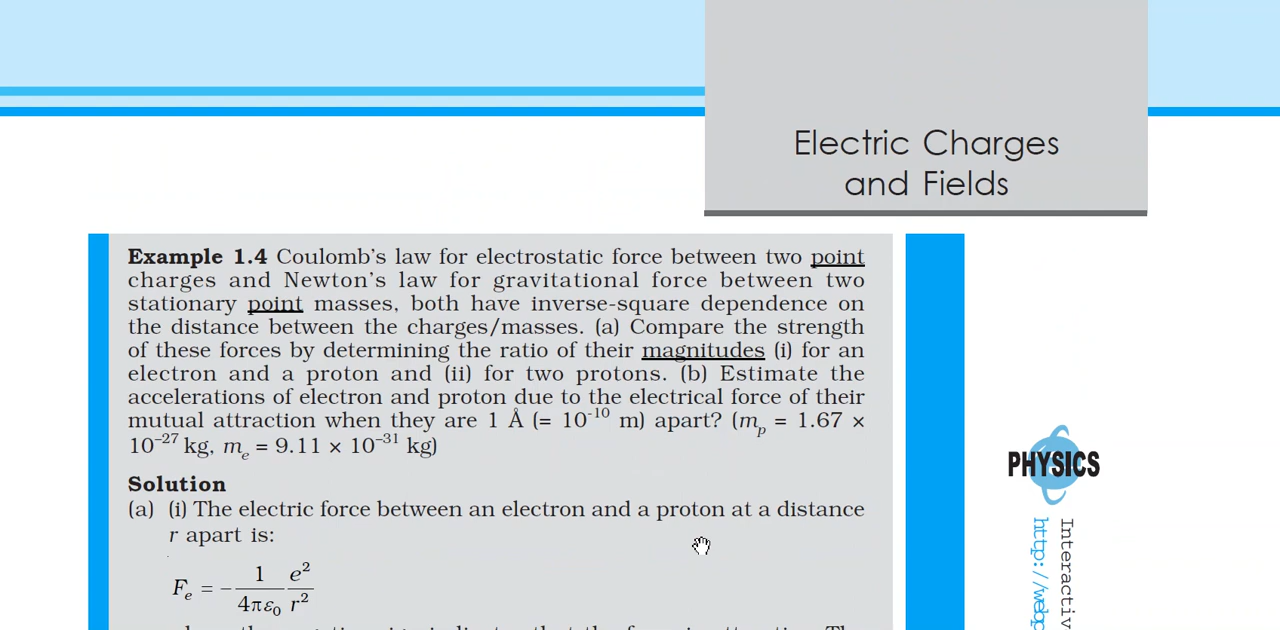 Electric Charges
and Fields
Example 1.4 Coulomb's law for electrostatic force between two point
charges and Newton's law for gravitational force between two
stationary point masses, both have inverse-square dependence on
the distance between the charges/masses. (a) Compare the strength
of these forces by determining the ratio of their magnitudes (i) for an
electron and a proton and (ii) for two protons. (b) Estimate the
accelerations of electron and proton due to the electrical force of their
mutual attraction when they are 1 Å (= 10⁻¹⁰ m) apart? (mₚ = 1.67 ×
10⁻²⁷ kg, mₑ = 9.11 × 10⁻³¹ kg)
Solution
(a) (i) The electric force between an electron and a proton at a distance
r apart is:
Fₑ = − 1/4πε₀ e²/r²
PHYSICS
Interactiv
http://web